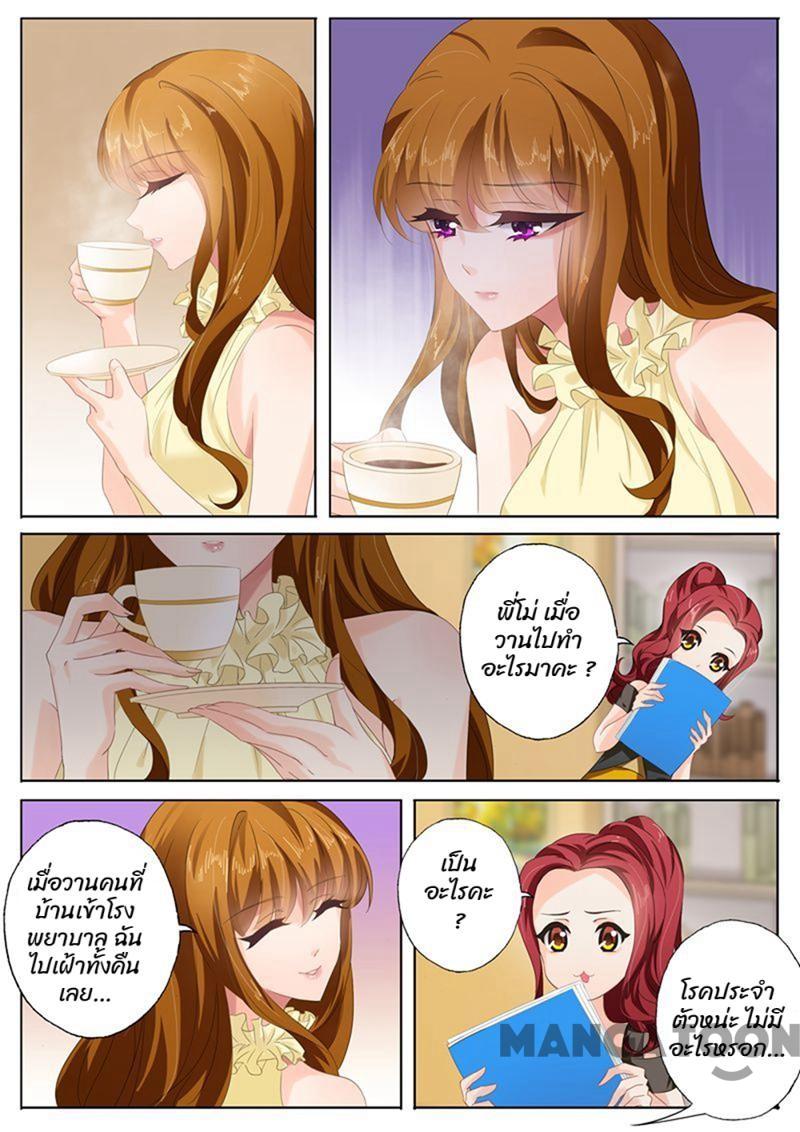 พี่โม่ เมื่อ
วานไปทำ
อะไรมาคะ ?
เมื่อวานคนที่
บ้านเข้าโรง
พยาบาล ฉัน
ไปเฝ้าทั้งคืน
เลย...
เป็น
อะไรคะ
?
โรคประจำ
ตัวหน่ะ ไม่มี
อะไรหรอก...
MANGATOON